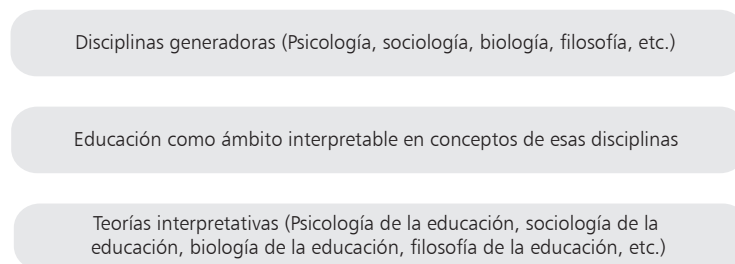 Disciplinas generadoras (Psicología, sociología, biología, filosofía, etc.)
Educación como ámbito interpretable en conceptos de esas disciplinas
Teorías interpretativas (Psicología de la educación, sociología de la
educación, biología de la educación, filosofía de la educación, etc.)